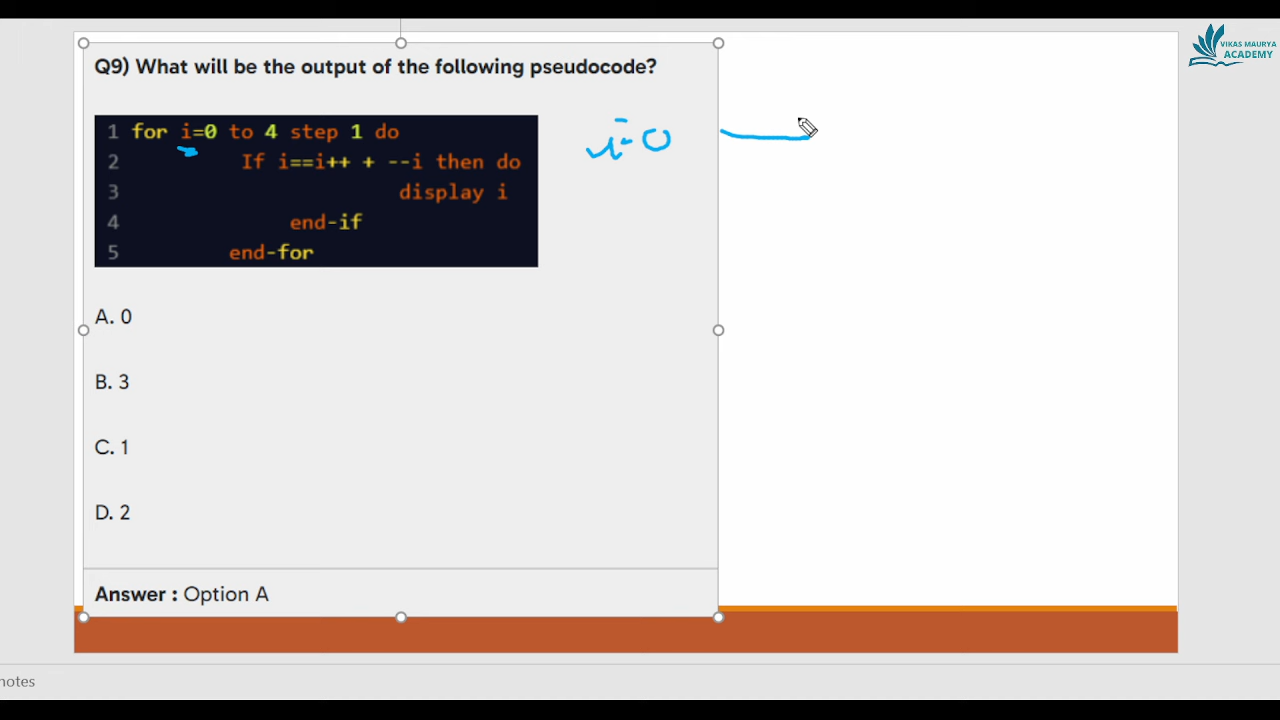 VIKAS MAURYA
ACADEMY
Q9) What will be the output of the following pseudocode?
1 for i=0 to 4 step 1 do
2 If i==i++ + --i then do
3 display i
4 end-if
5 end-for
i=0
A. 0
B. 3
C. 1
D. 2
Answer : Option A
notes